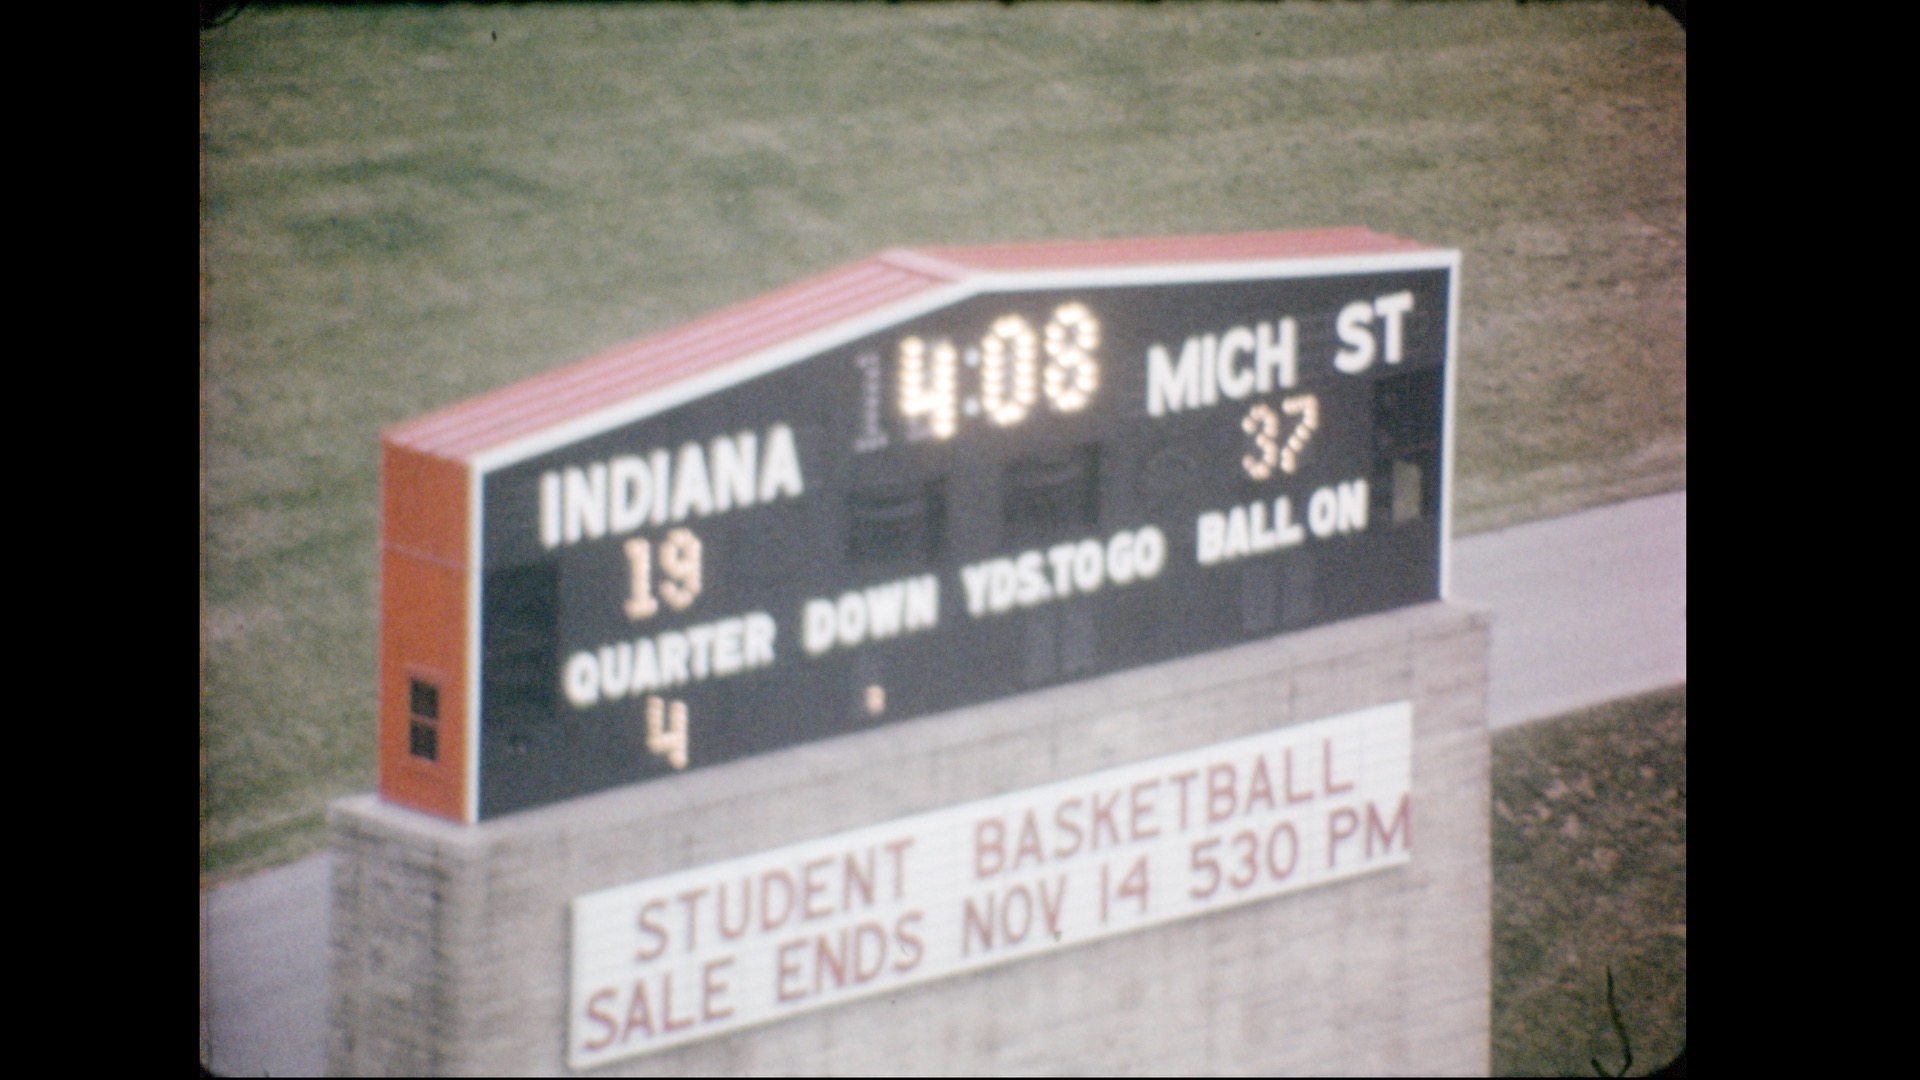 4:08
INDIANA MICH ST
19 37
QUARTER DOWN YDS.TO GO BALL ON
4
STUDENT BASKETBALL
SALE ENDS NOV 14 530 PM